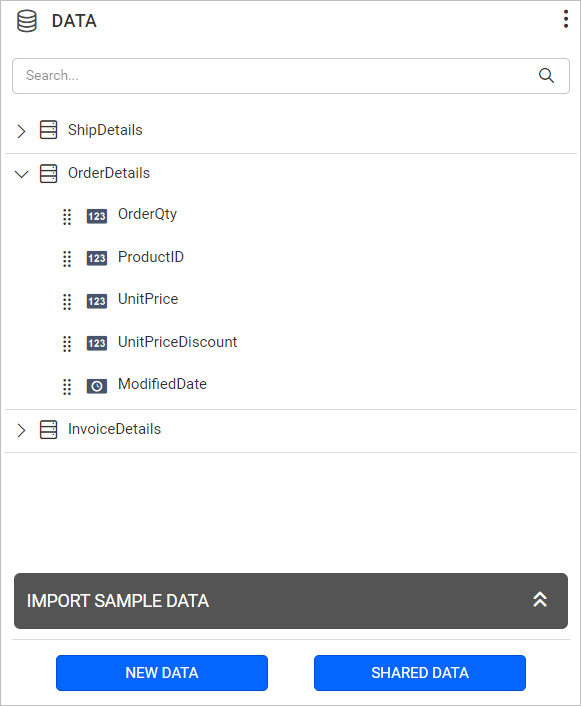 DATA
Search...
ShipDetails
OrderDetails
123 OrderQty
123 ProductID
123 UnitPrice
123 UnitPriceDiscount
ModifiedDate
InvoiceDetails
IMPORT SAMPLE DATA
NEW DATA SHARED DATA